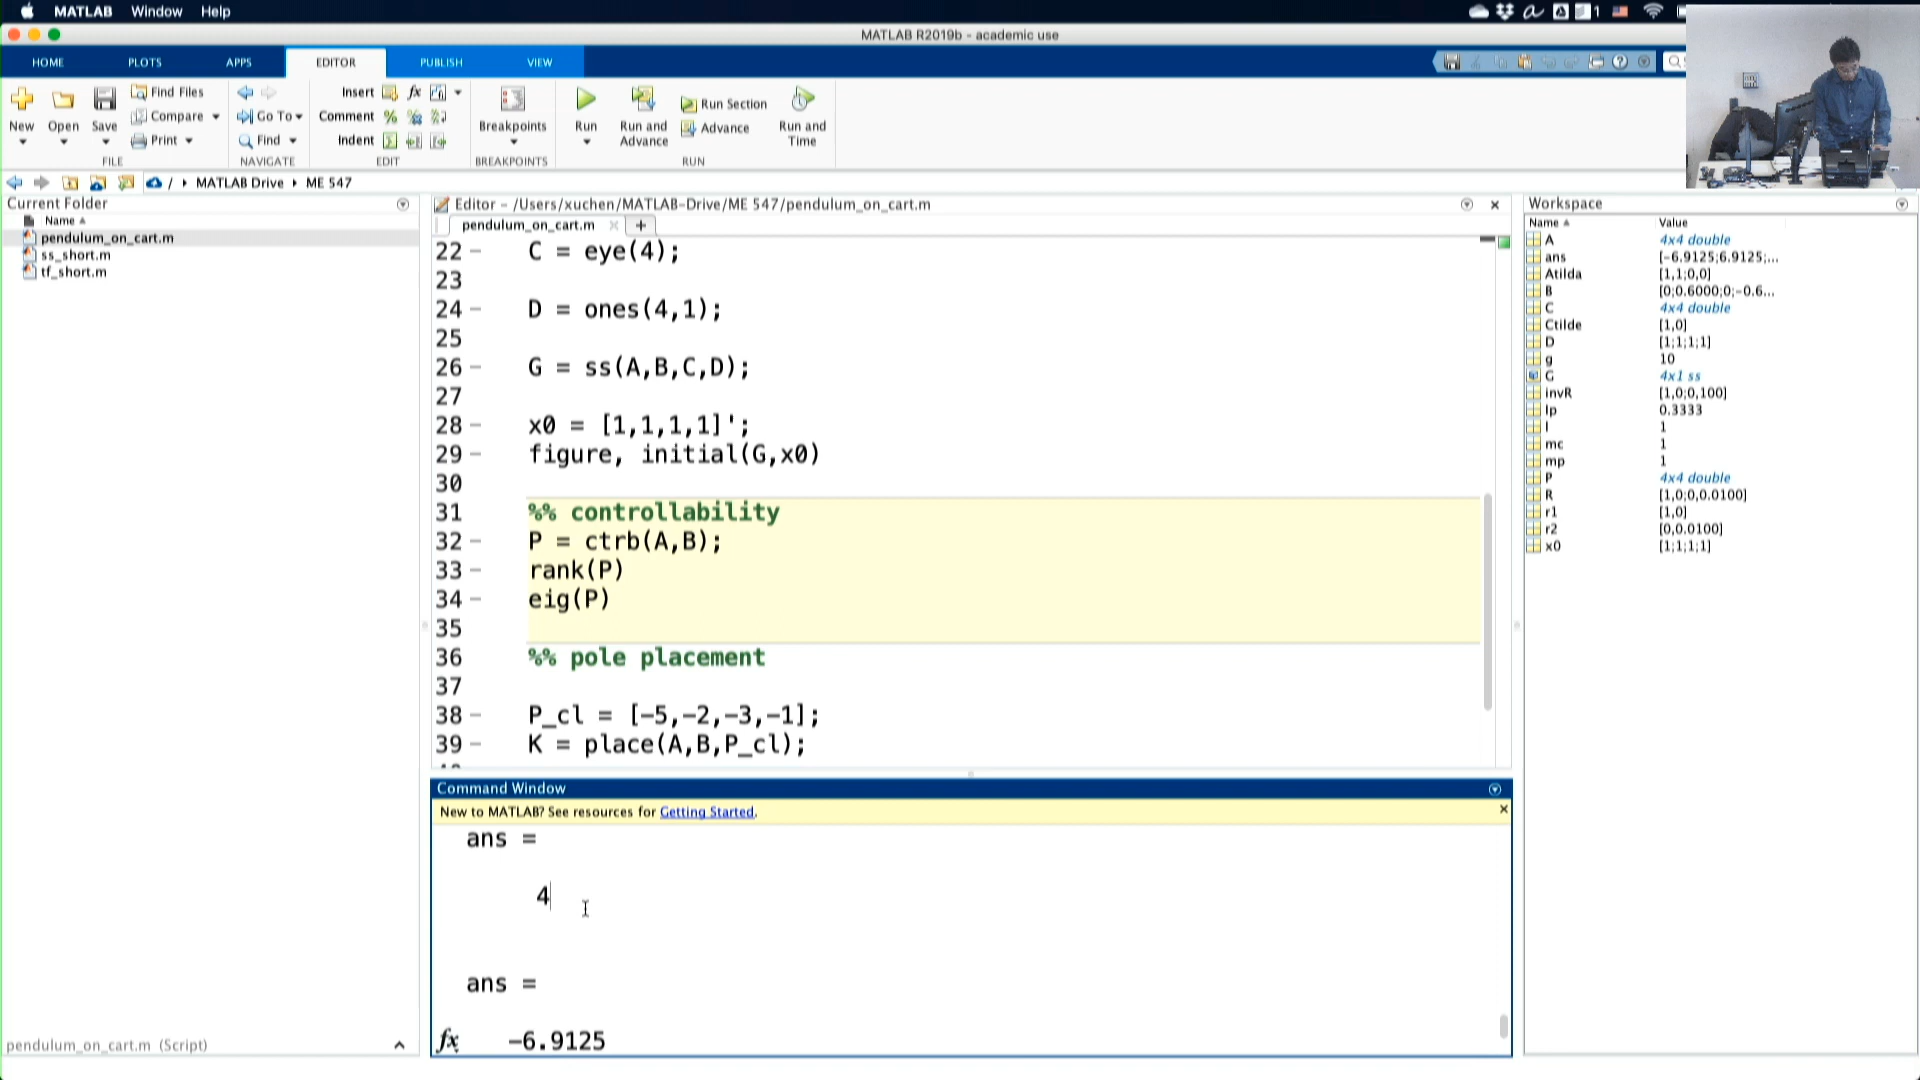 MATLAB Window Help
1
MATLAB R2019b - academic use
HOME PLOTS APPS EDITOR PUBLISH VIEW
New Open Save Find Files Compare Print
FILE
Go To Find
NAVIGATE
Insert fx
Comment
Indent
EDIT
Breakpoints
BREAKPOINTS
Run Run and Advance Run Section Advance Run and Time
RUN
/ MATLAB Drive ME 547
Current Folder
Name
pendulum_on_cart.m
ss_short.m
tf_short.m
pendulum_on_cart.m (Script)
Editor - /Users/xuchen/MATLAB-Drive/ME 547/pendulum_on_cart.m
pendulum_on_cart.m +
22 - C = eye(4);
23
24 - D = ones(4,1);
25
26 - G = ss(A,B,C,D);
27
28 - x0 = [1,1,1,1]';
29 - figure, initial(G,x0)
30
31 %% controllability
32 - P = ctrb(A,B);
33 - rank(P)
34 - eig(P)
35
36 %% pole placement
37
38 - P_cl = [-5,-2,-3,-1];
39 - K = place(A,B,P_cl);
Command Window
New to MATLAB? See resources for Getting Started.
ans =
4
ans =
fx -6.9125
Workspace
Name Value
A 4x4 double
ans [-6.9125;6.9125;...
Atilda [1,1;0,0]
B [0;0.6000;0;-0.6...
C 4x4 double
Ctilde [1,0]
D [1;1;1;1]
g 10
G 4x1 ss
invR [1,0;0,100]
Ip 0.3333
l 1
mc 1
mp 1
P 4x4 double
R [1,0;0,0.0100]
r1 [1,0]
r2 [0,0.0100]
x0 [1;1;1;1]